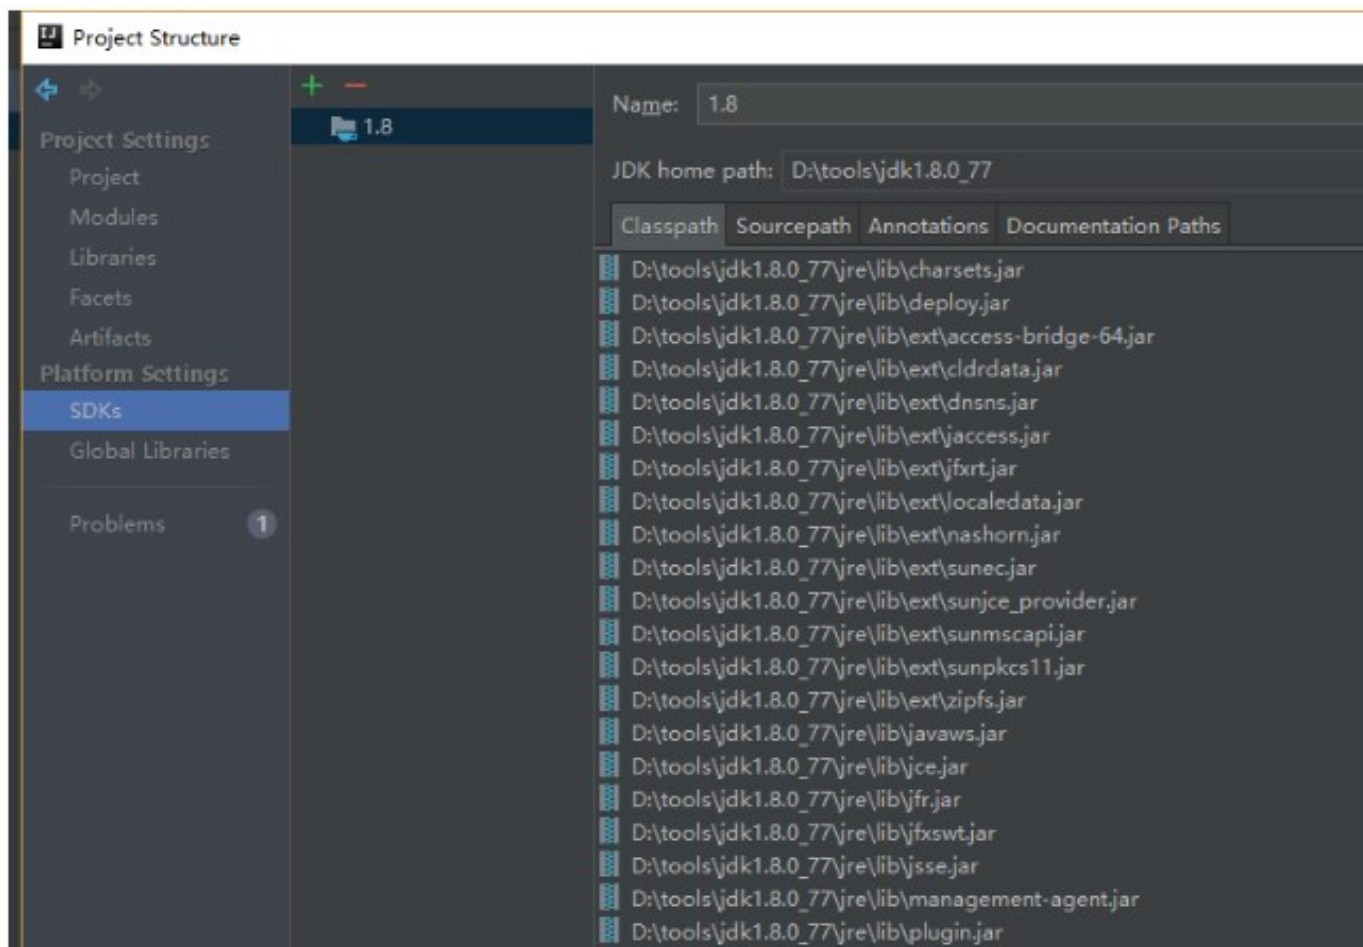 Project Structure
Project Settings
Project
Modules
Libraries
Facets
Artifacts
Platform Settings
SDKs
Global Libraries
Problems 1
1.8
Name: 1.8
JDK home path: D:\tools\jdk1.8.0_77
Classpath Sourcepath Annotations Documentation Paths
D:\tools\jdk1.8.0_77\jre\lib\charsets.jar
D:\tools\jdk1.8.0_77\jre\lib\deploy.jar
D:\tools\jdk1.8.0_77\jre\lib\ext\access-bridge-64.jar
D:\tools\jdk1.8.0_77\jre\lib\ext\cldrdata.jar
D:\tools\jdk1.8.0_77\jre\lib\ext\dnsns.jar
D:\tools\jdk1.8.0_77\jre\lib\ext\jaccess.jar
D:\tools\jdk1.8.0_77\jre\lib\ext\jfxrt.jar
D:\tools\jdk1.8.0_77\jre\lib\ext\localedata.jar
D:\tools\jdk1.8.0_77\jre\lib\ext\nashorn.jar
D:\tools\jdk1.8.0_77\jre\lib\ext\sunec.jar
D:\tools\jdk1.8.0_77\jre\lib\ext\sunjce_provider.jar
D:\tools\jdk1.8.0_77\jre\lib\ext\sunmscapi.jar
D:\tools\jdk1.8.0_77\jre\lib\ext\sunpkcs11.jar
D:\tools\jdk1.8.0_77\jre\lib\ext\zipfs.jar
D:\tools\jdk1.8.0_77\jre\lib\javaws.jar
D:\tools\jdk1.8.0_77\jre\lib\jce.jar
D:\tools\jdk1.8.0_77\jre\lib\jfr.jar
D:\tools\jdk1.8.0_77\jre\lib\jfxswt.jar
D:\tools\jdk1.8.0_77\jre\lib\jsse.jar
D:\tools\jdk1.8.0_77\jre\lib\management-agent.jar
D:\tools\jdk1.8.0_77\jre\lib\plugin.jar